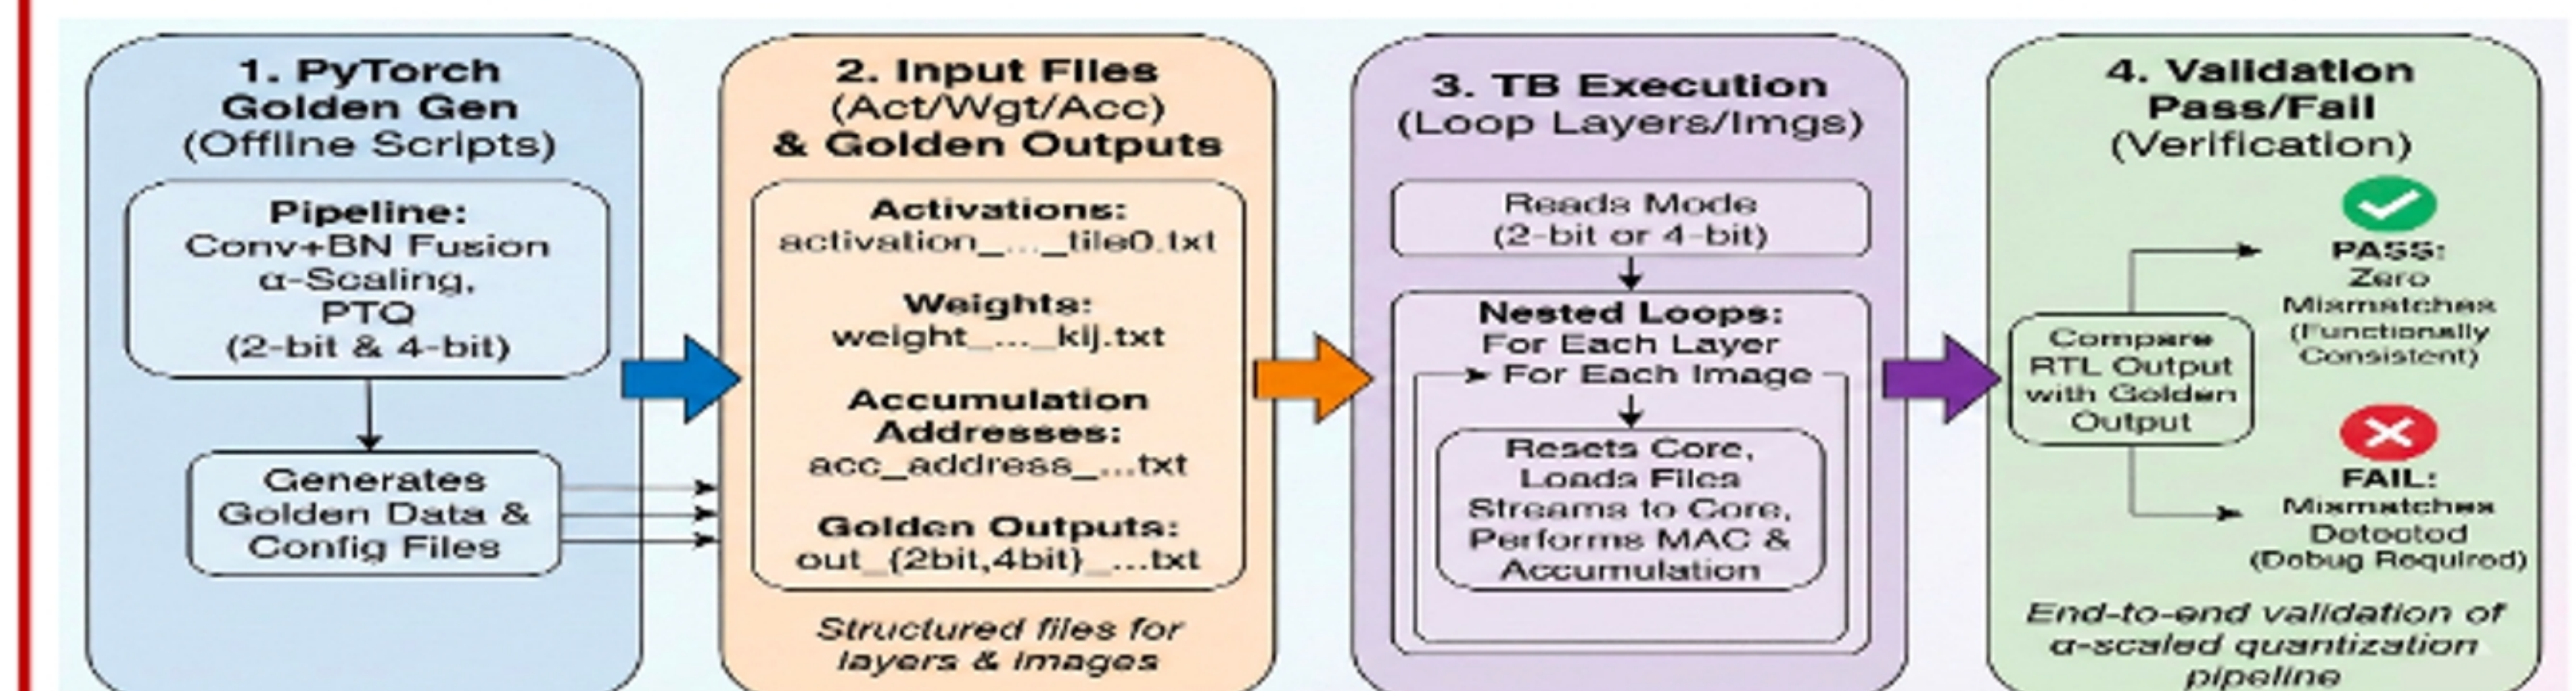 1. PyTorch
Golden Gen
(Offline Scripts)
Pipeline:
Conv+BN Fusion
α-Scaling,
PTQ
(2-bit & 4-bit)
Generates
Golden Data &
Config Files
2. Input Files
(Act/Wgt/Acc)
& Golden Outputs
Activations:
activation_..._tile0.txt
Weights:
weight_..._kij.txt
Accumulation
Addresses:
acc_address_...txt
Golden Outputs:
out_{2bit,4bit}_...txt
Structured files for
layers & images
3. TB Execution
(Loop Layers/Imgs)
Reads Mode
(2-bit or 4-bit)
Nested Loops:
For Each Layer
For Each Image
Resets Core,
Loads Files
Streams to Core,
Performs MAC &
Accumulation
4. Validation
Pass/Fail
(Verification)
Compare
RTL Output
with Golden
Output
PASS:
Zero
Mismatches
(Functionally
Consistent)
FAIL:
Mismatches
Detected
(Debug Required)
End-to-end validation of
α-scaled quantization
pipeline